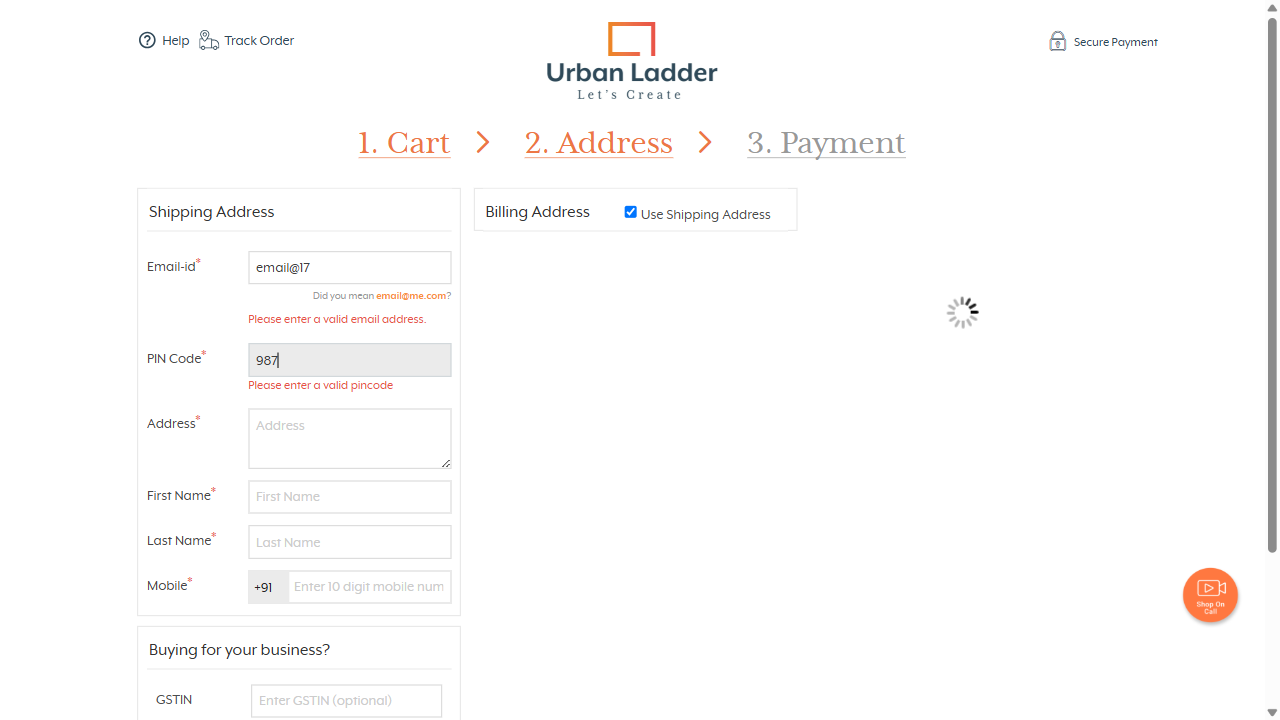 Help
Track Order
Urban Ladder
Let's Create
Secure Payment
1. Cart
2. Address
3. Payment
Shipping Address
Email-id*
email@17
Did you mean email@me.com?
Please enter a valid email address.
PIN Code*
987
Please enter a valid pincode
Address*
Address
First Name*
First Name
Last Name*
Last Name
Mobile*
+91
Enter 10 digit mobile num
Buying for your business?
GSTIN
Enter GSTIN (optional)
Billing Address
Use Shipping Address
Shop On
Call